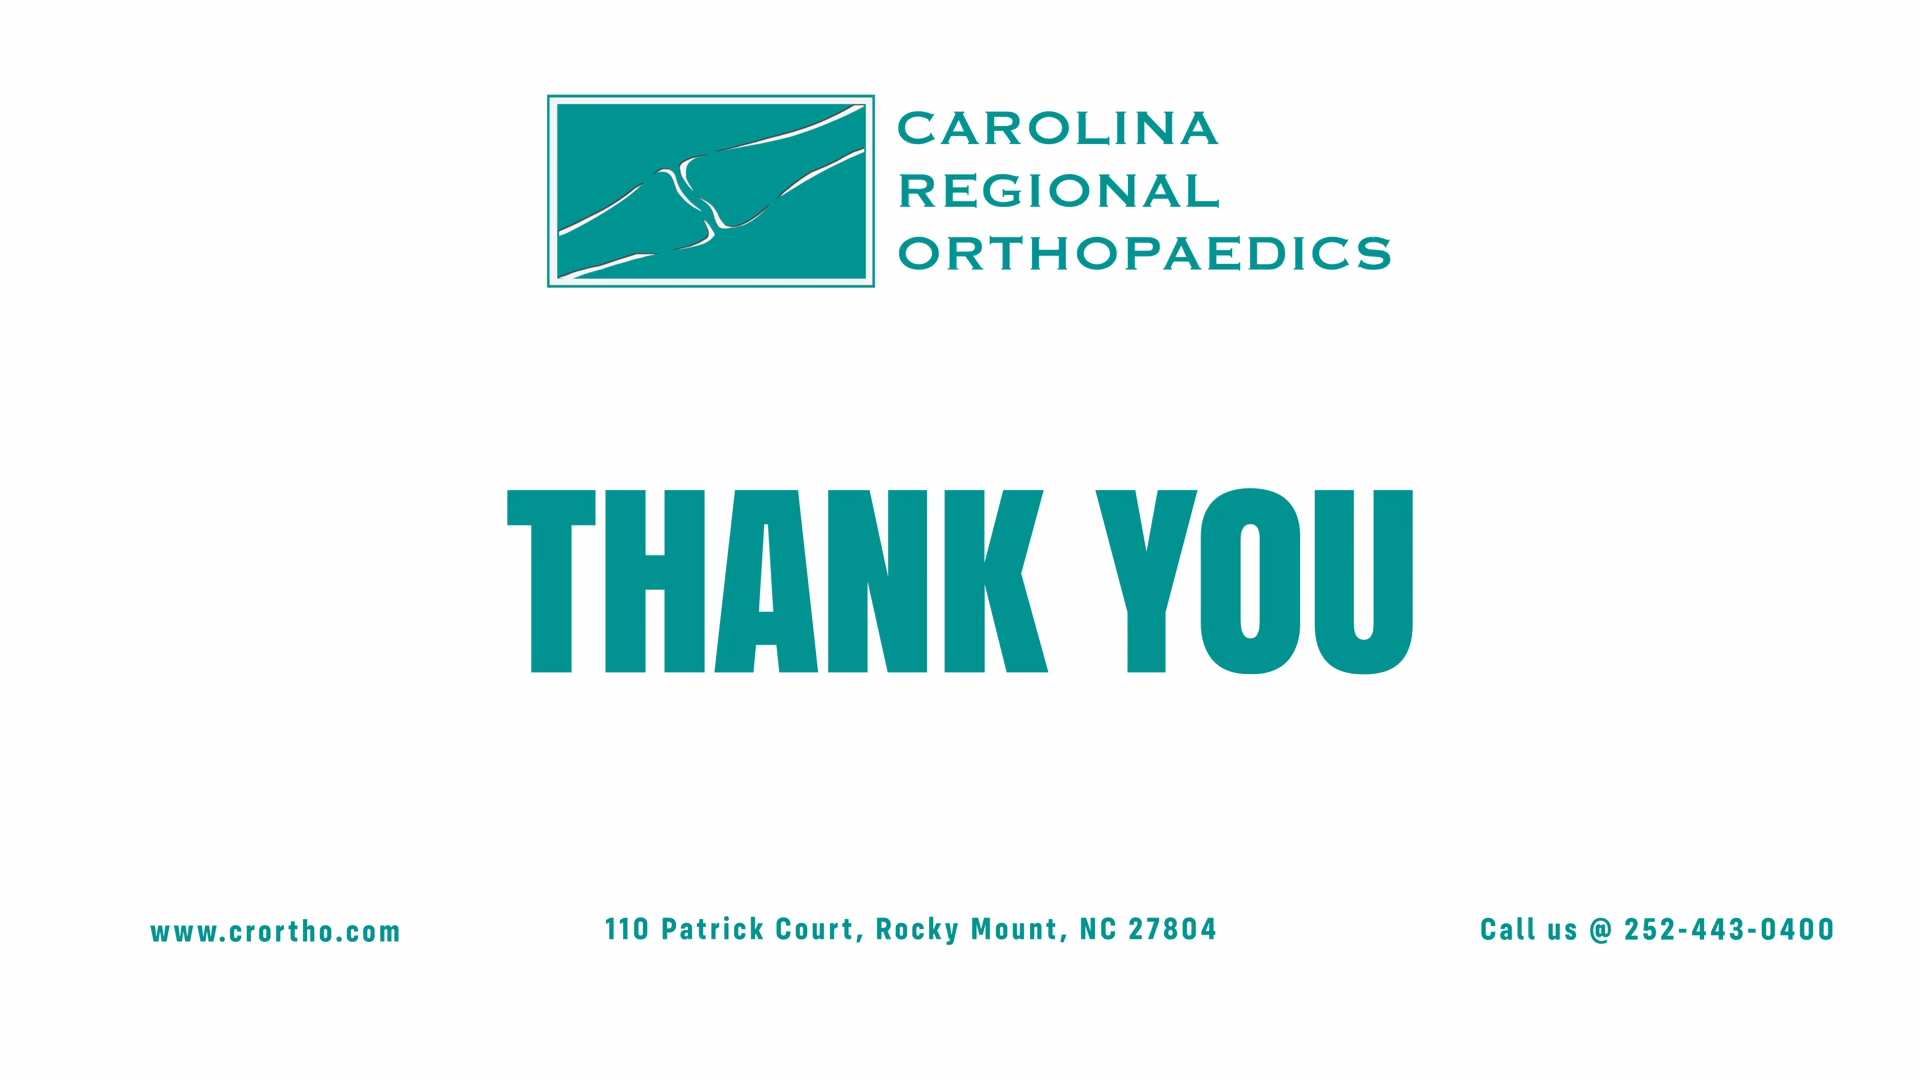 CAROLINA
REGIONAL
ORTHOPAEDICS
THANK YOU
www.crortho.com
110 Patrick Court, Rocky Mount, NC 27804
Call us @ 252-443-0400